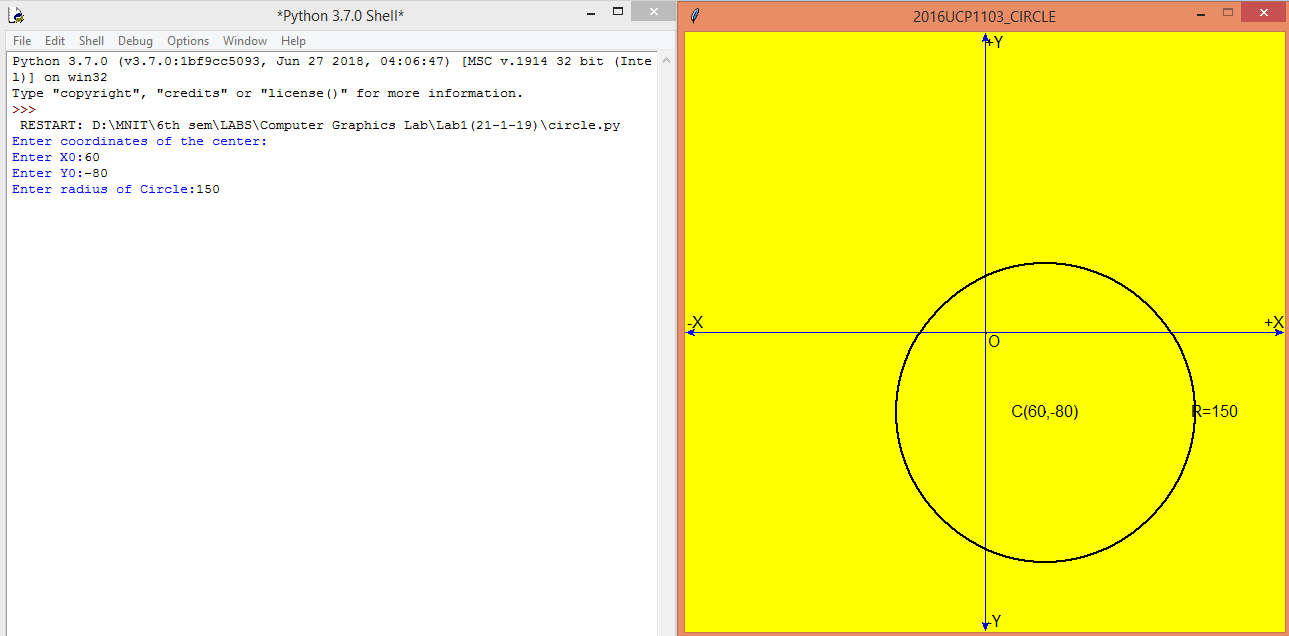 *Python 3.7.0 Shell*
File Edit Shell Debug Options Window Help
Python 3.7.0 (v3.7.0:1bf9cc5093, Jun 27 2018, 04:06:47) [MSC v.1914 32 bit (Inte
l)] on win32
Type "copyright", "credits" or "license()" for more information.
>>>
RESTART: D:\MNIT\6th sem\LABS\Computer Graphics Lab\Lab1(21-1-19)\circle.py
Enter coordinates of the center:
Enter X0:60
Enter Y0:-80
Enter radius of Circle:150
2016UCP1103_CIRCLE
+Y
-X
+X
O
C(60,-80)
R=150
-Y